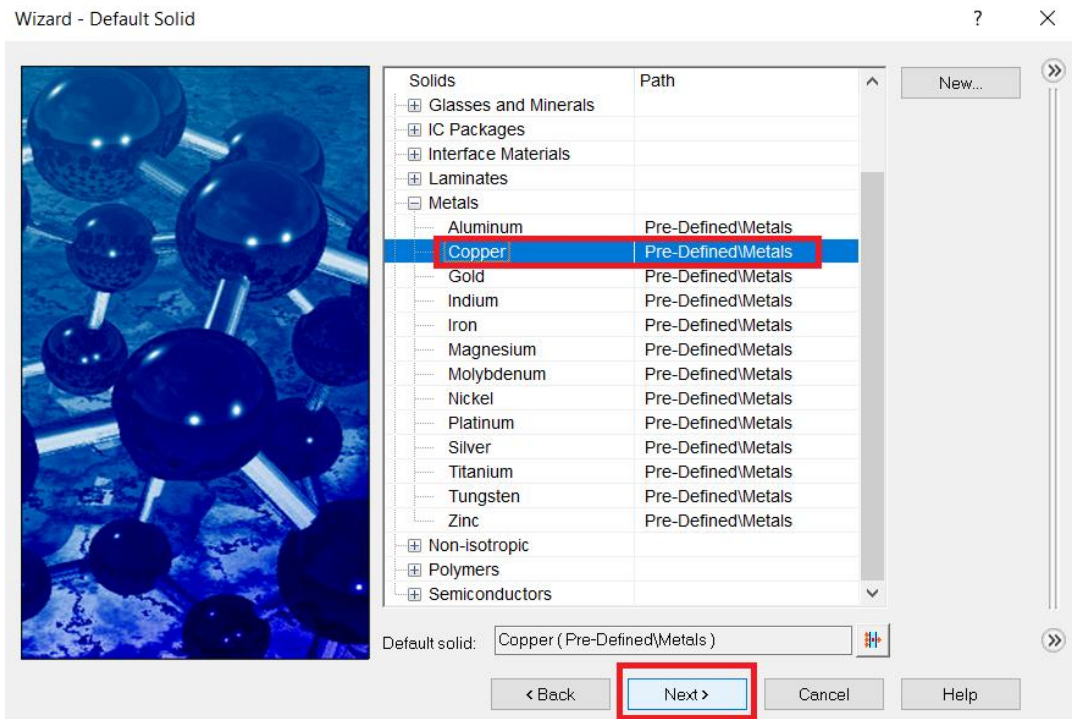 Wizard - Default Solid ? ×
Solids Path
Glasses and Minerals
IC Packages
Interface Materials
Laminates
Metals
Aluminum Pre-Defined\Metals
Copper Pre-Defined\Metals
Gold Pre-Defined\Metals
Indium Pre-Defined\Metals
Iron Pre-Defined\Metals
Magnesium Pre-Defined\Metals
Molybdenum Pre-Defined\Metals
Nickel Pre-Defined\Metals
Platinum Pre-Defined\Metals
Silver Pre-Defined\Metals
Titanium Pre-Defined\Metals
Tungsten Pre-Defined\Metals
Zinc Pre-Defined\Metals
Non-isotropic
Polymers
Semiconductors
New...
Default solid: Copper ( Pre-Defined\Metals )
< Back Next > Cancel Help